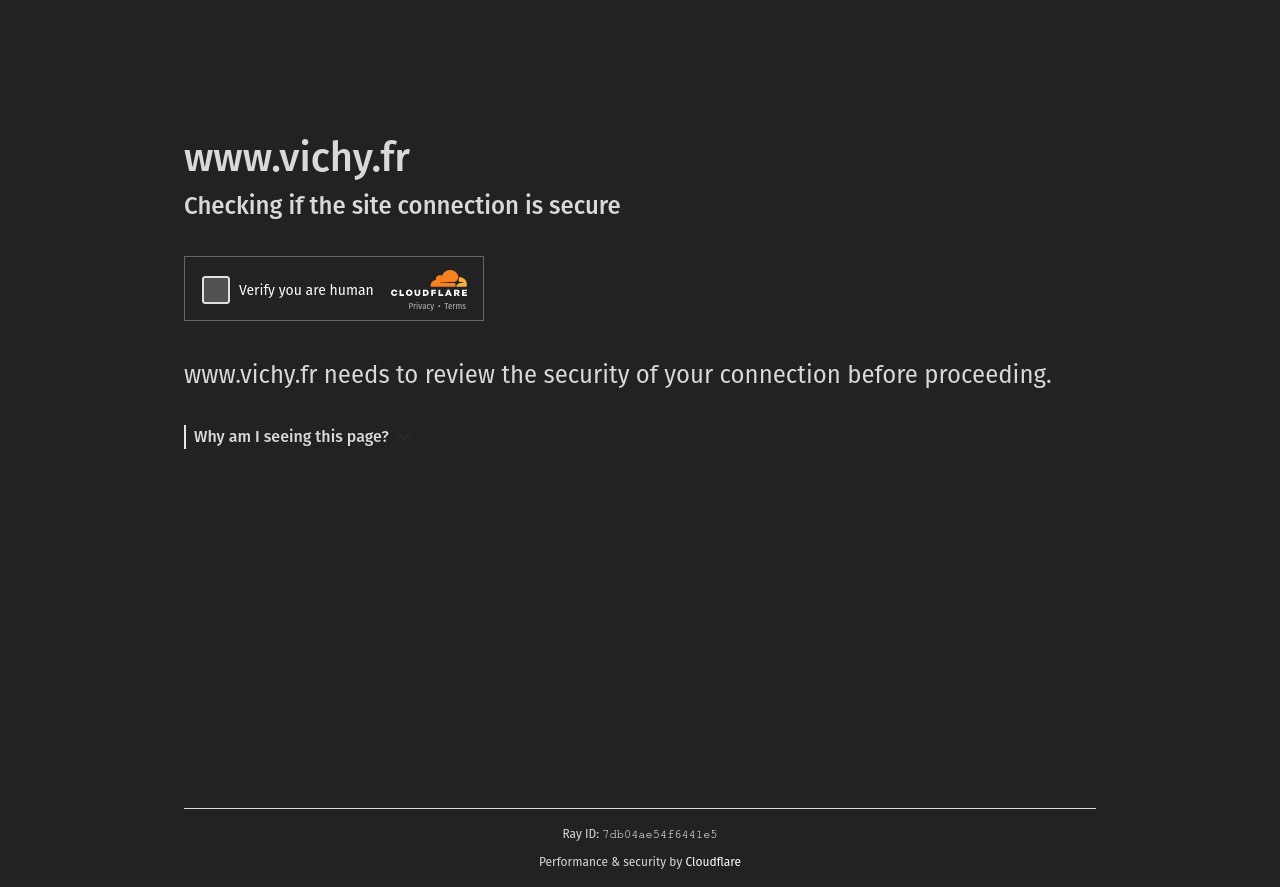 www.vichy.fr
Checking if the site connection is secure
Verify you are human
CLOUDFLARE
Privacy • Terms
www.vichy.fr needs to review the security of your connection before proceeding.
Why am I seeing this page?
Ray ID: 7db04ae54f6441e5
Performance & security by Cloudflare